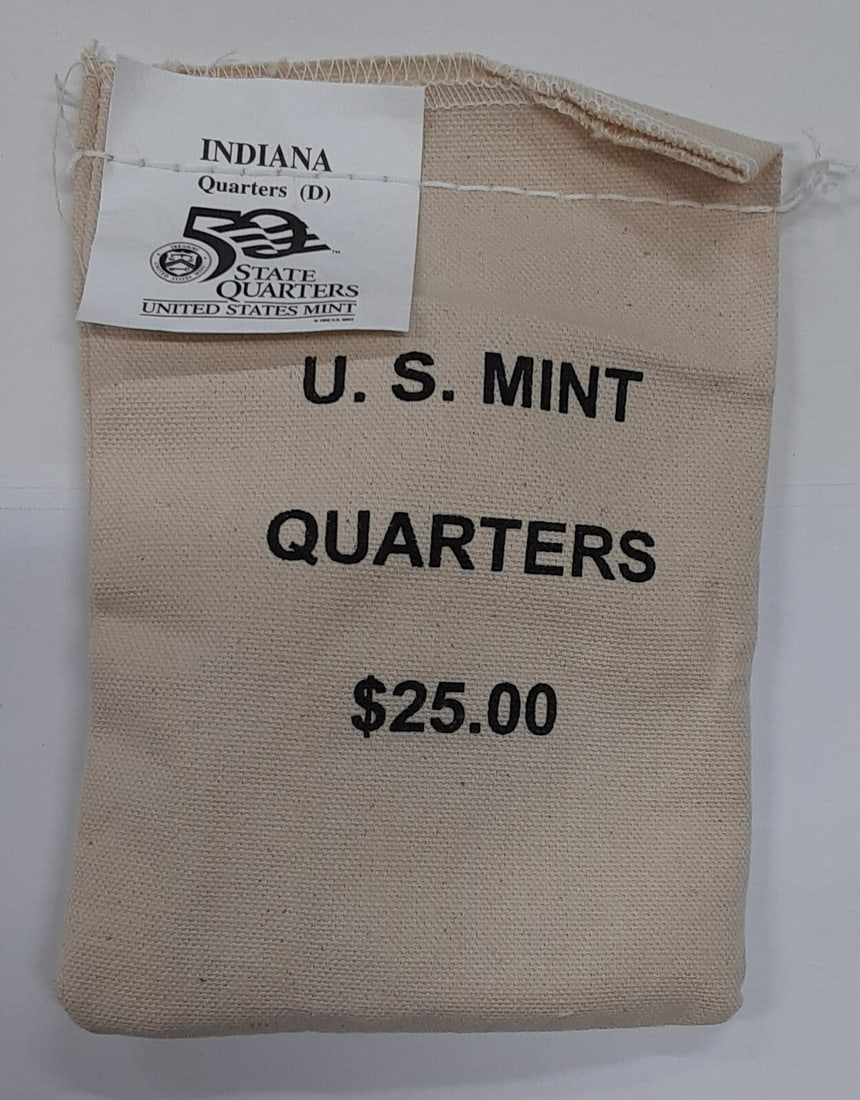 INDIANA
Quarters (D)
50
STATE
QUARTERS
UNITED STATES MINT
U. S. MINT
QUARTERS
$25.00